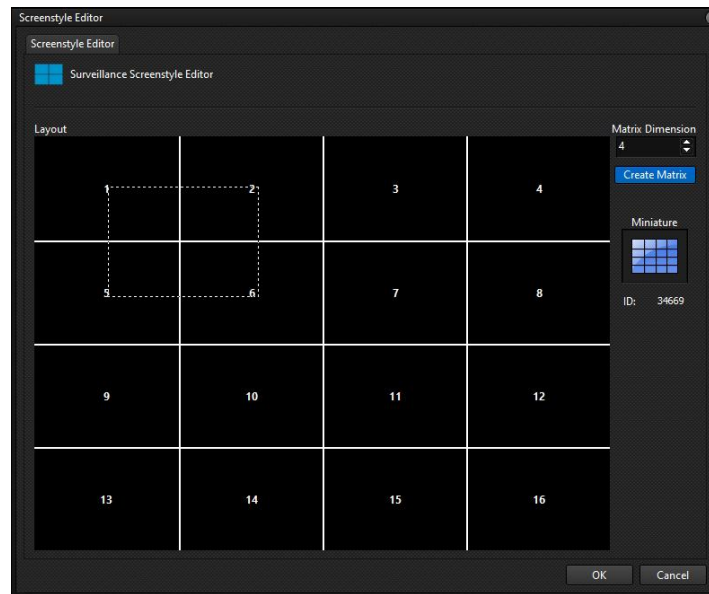 Screenstyle Editor
Screenstyle Editor
Surveillance Screenstyle Editor
Layout
Matrix Dimension
4
Create Matrix
Miniature
ID: 34669
1 2 3 4
5 6 7 8
9 10 11 12
13 14 15 16
OK Cancel